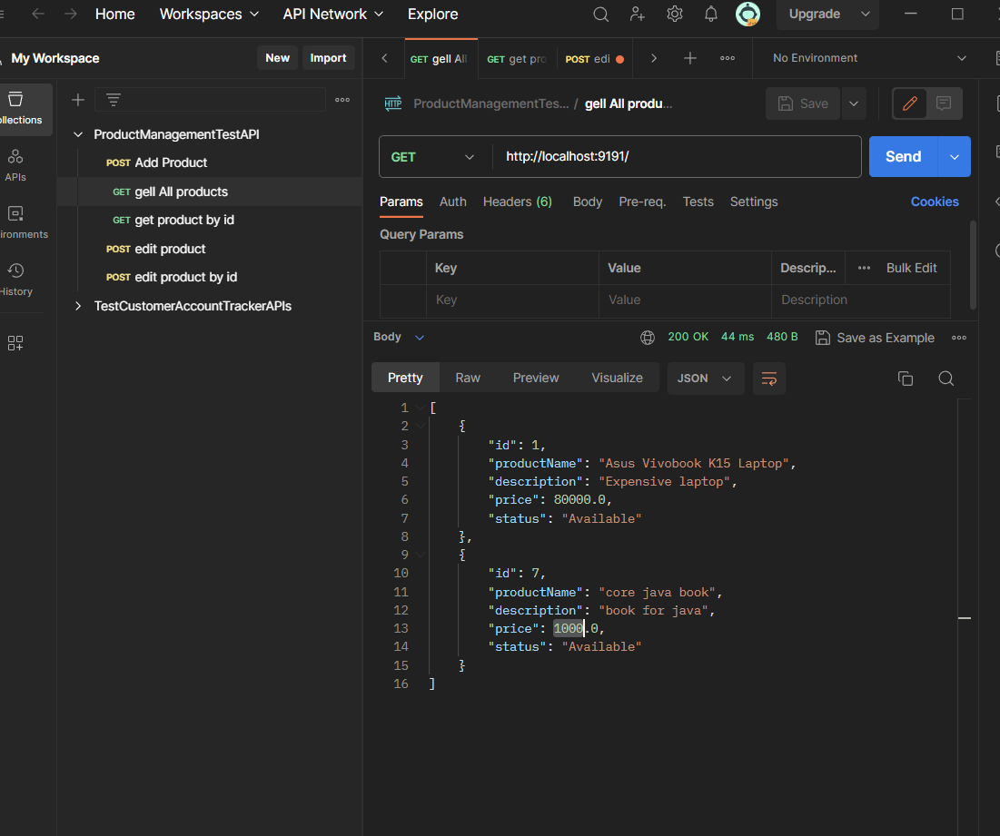 Home Workspaces API Network Explore Upgrade
My Workspace New Import
GET gell All GET get pro POST edi No Environment
ollections
APIs
ironments
History
ProductManagementTestAPI
POST Add Product
GET gell All products
GET get product by id
POST edit product
POST edit product by id
TestCustomerAccountTrackerAPIs
HTTP ProductManagementTes... / gell All produ... Save
GET http://localhost:9191/ Send
Params Auth Headers (6) Body Pre-req. Tests Settings Cookies
Query Params
Key Value Descrip... Bulk Edit
Key Value Description
Body 200 OK 44 ms 480 B Save as Example
Pretty Raw Preview Visualize JSON
1 [
2 {
3 "id": 1,
4 "productName": "Asus Vivobook K15 Laptop",
5 "description": "Expensive laptop",
6 "price": 80000.0,
7 "status": "Available"
8 },
9 {
10 "id": 7,
11 "productName": "core java book",
12 "description": "book for java",
13 "price": 1000.0,
14 "status": "Available"
15 }
16 ]